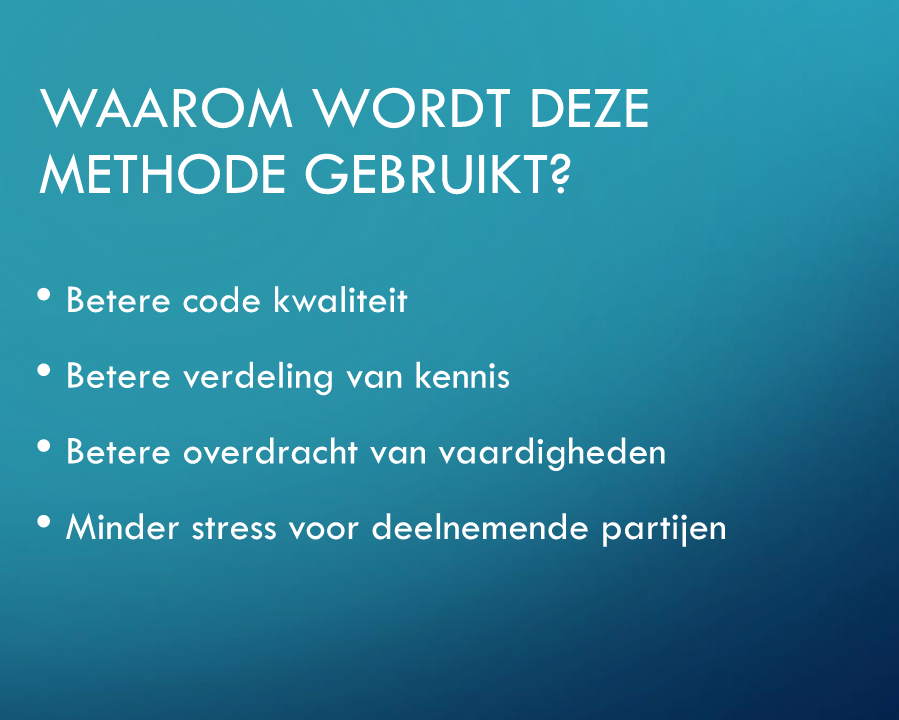 WAAROM WORDT DEZE
METHODE GEBRUIKT?
• Betere code kwaliteit
• Betere verdeling van kennis
• Betere overdracht van vaardigheden
• Minder stress voor deelnemende partijen